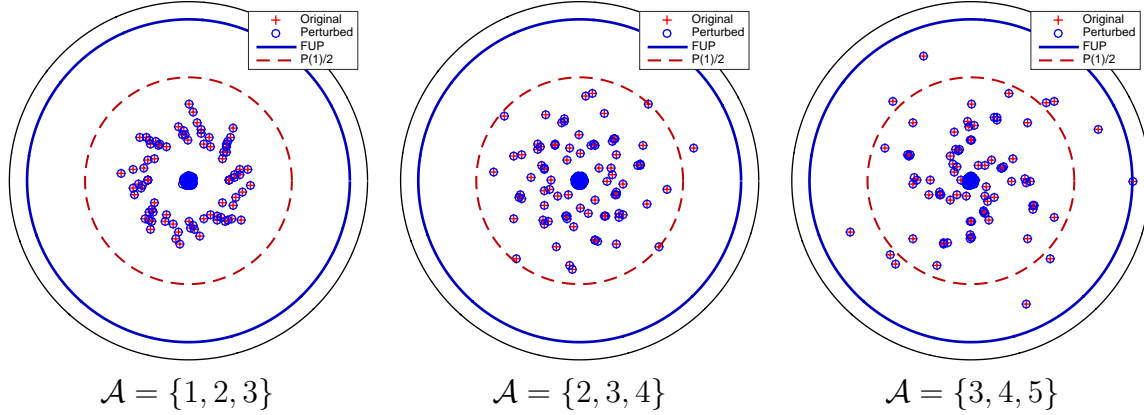 Original
Perturbed
FUP
P(1)/2
Original
Perturbed
FUP
P(1)/2
Original
Perturbed
FUP
P(1)/2
𝒜 = {1, 2, 3}
𝒜 = {2, 3, 4}
𝒜 = {3, 4, 5}